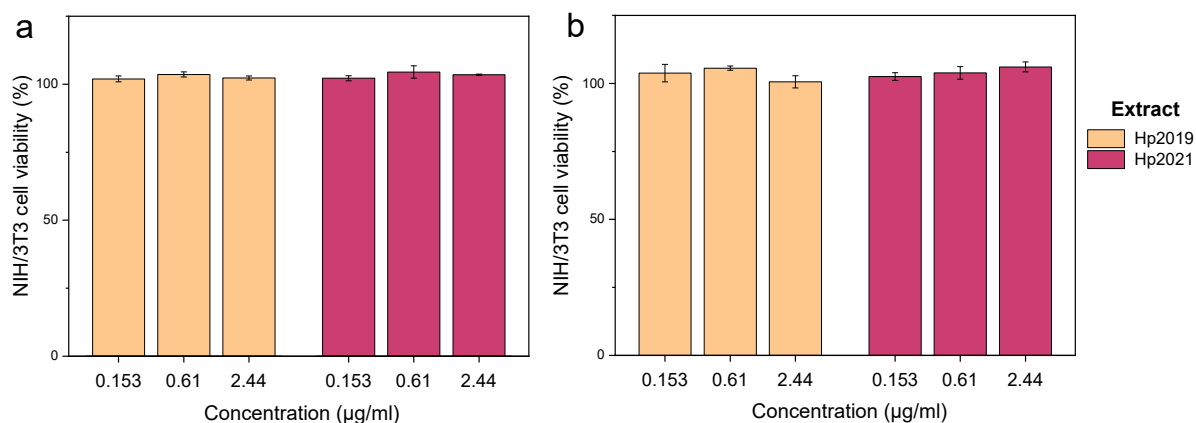 a
NIH/3T3 cell viability (%)
100
50
0
0.153 0.61 2.44 0.153 0.61 2.44
Concentration (µg/ml)
b
NIH/3T3 cell viability (%)
100
50
0
0.153 0.61 2.44 0.153 0.61 2.44
Concentration (µg/ml)
Extract
Hp2019
Hp2021